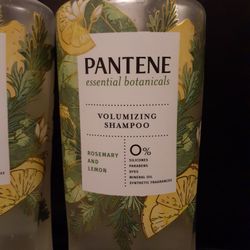 PANTENE
essential botanicals
VOLUMIZING
SHAMPOO
ROSEMARY
AND
LEMON
0%
SILICONES
PARABENS
DYES
MINERAL OIL
SYNTHETIC FRAGRANCES